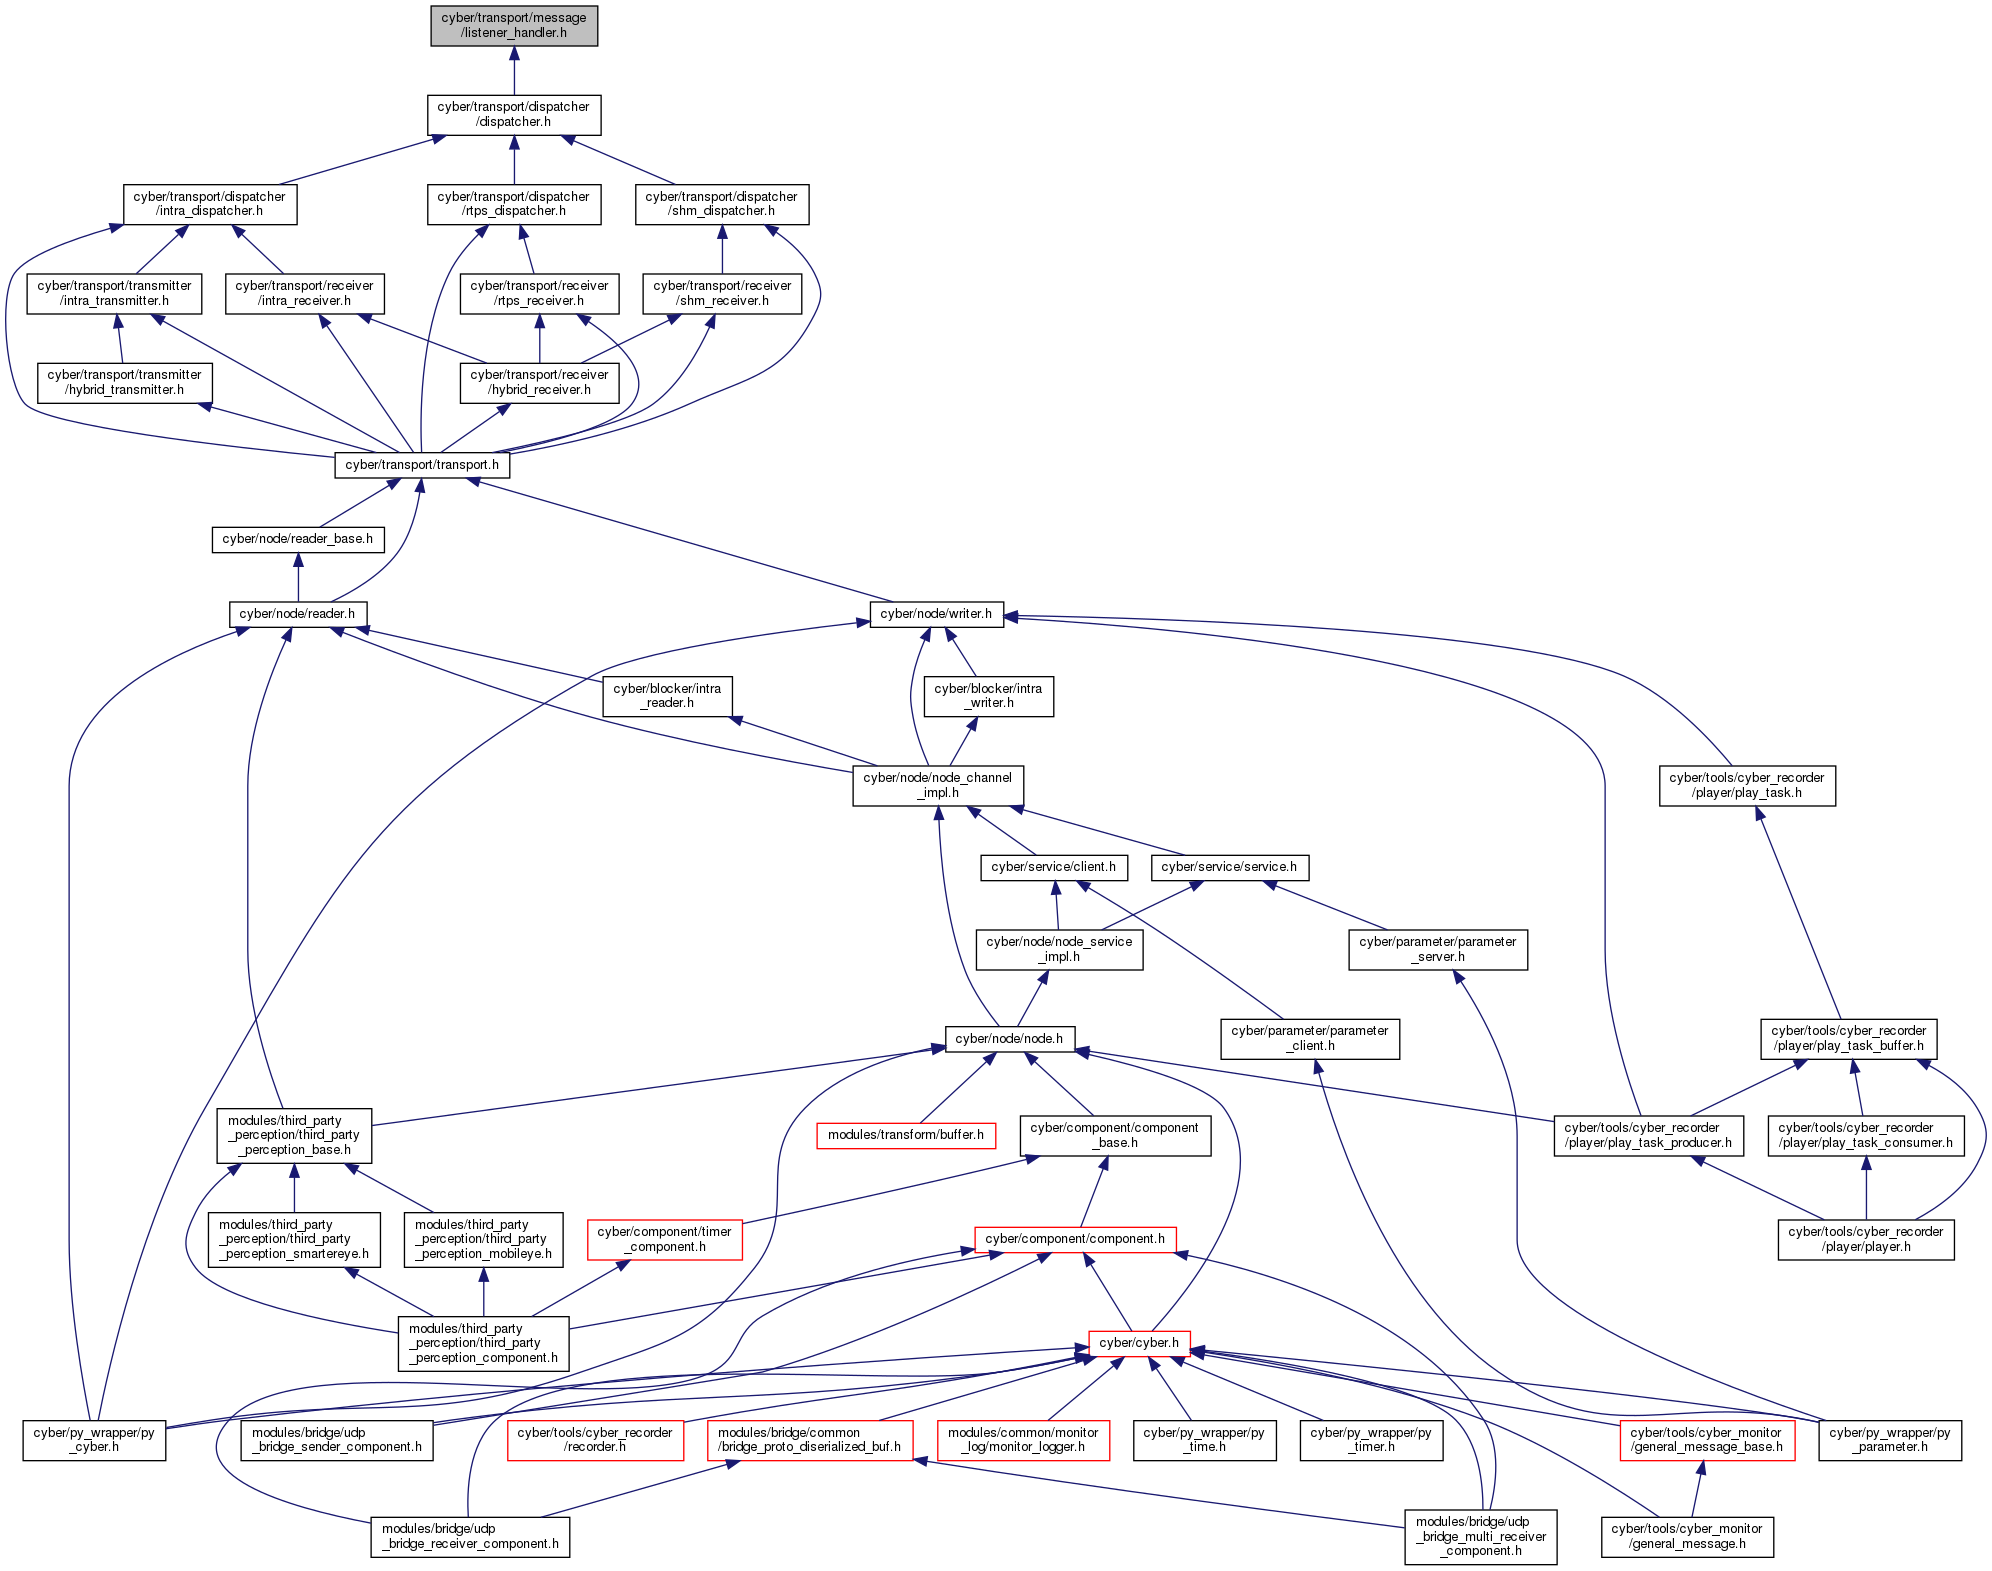 cyber/transport/message
/listener_handler.h
cyber/transport/dispatcher
/dispatcher.h
cyber/transport/dispatcher
/intra_dispatcher.h
cyber/transport/dispatcher
/rtps_dispatcher.h
cyber/transport/dispatcher
/shm_dispatcher.h
cyber/transport/transmitter
/intra_transmitter.h
cyber/transport/receiver
/intra_receiver.h
cyber/transport/receiver
/rtps_receiver.h
cyber/transport/receiver
/shm_receiver.h
cyber/transport/transmitter
/hybrid_transmitter.h
cyber/transport/receiver
/hybrid_receiver.h
cyber/transport/transport.h
cyber/node/reader_base.h
cyber/node/reader.h
cyber/node/writer.h
cyber/blocker/intra
_reader.h
cyber/blocker/intra
_writer.h
cyber/node/node_channel
_impl.h
cyber/tools/cyber_recorder
/player/play_task.h
cyber/service/client.h
cyber/service/service.h
cyber/node/node_service
_impl.h
cyber/parameter/parameter
_server.h
cyber/node/node.h
cyber/parameter/parameter
_client.h
cyber/tools/cyber_recorder
/player/play_task_buffer.h
modules/third_party
_perception/third_party
_perception_base.h
modules/transform/buffer.h
cyber/component/component
_base.h
cyber/tools/cyber_recorder
/player/play_task_producer.h
cyber/tools/cyber_recorder
/player/play_task_consumer.h
modules/third_party
_perception/third_party
_perception_smartereye.h
modules/third_party
_perception/third_party
_perception_mobileye.h
cyber/component/timer
_component.h
cyber/component/component.h
cyber/tools/cyber_recorder
/player/player.h
modules/third_party
_perception/third_party
_perception_component.h
cyber/cyber.h
cyber/py_wrapper/py
_cyber.h
modules/bridge/udp
_bridge_sender_component.h
cyber/tools/cyber_recorder
/recorder.h
modules/bridge/common
/bridge_proto_diserialized_buf.h
modules/common/monitor
_log/monitor_logger.h
cyber/py_wrapper/py
_time.h
cyber/py_wrapper/py
_timer.h
cyber/tools/cyber_monitor
/general_message_base.h
cyber/py_wrapper/py
_parameter.h
modules/bridge/udp
_bridge_receiver_component.h
modules/bridge/udp
_bridge_multi_receiver
_component.h
cyber/tools/cyber_monitor
/general_message.h